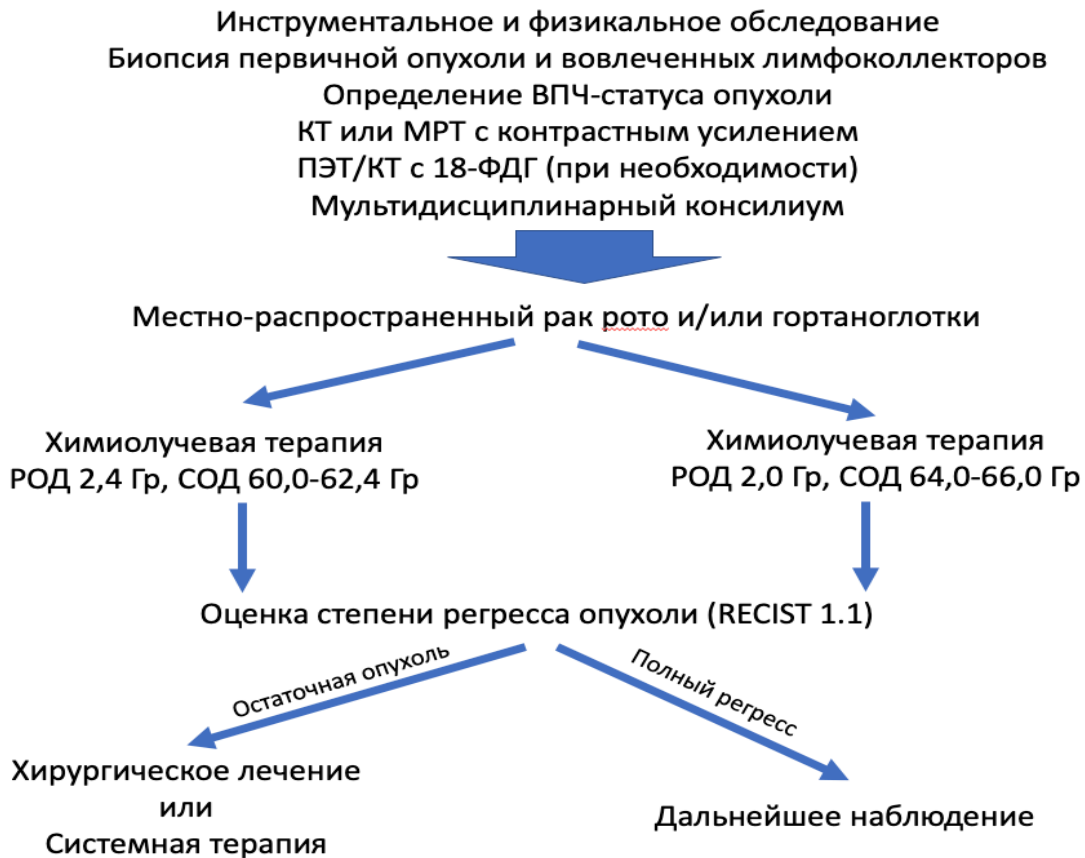 Инструментальное и физикальное обследование
Биопсия первичной опухоли и вовлеченных лимфоколлекторов
Определение ВПЧ-статуса опухоли
КТ или МРТ с контрастным усилением
ПЭТ/КТ с 18-ФДГ (при необходимости)
Мультидисциплинарный консилиум
Местно-распространенный рак рото и/или гортаноглотки
Химиолучевая терапия
РОД 2,4 Гр, СОД 60,0-62,4 Гр
Химиолучевая терапия
РОД 2,0 Гр, СОД 64,0-66,0 Гр
Оценка степени регресса опухоли (RECIST 1.1)
Остаточная опухоль
Полный регресс
Хирургическое лечение
или
Системная терапия
Дальнейшее наблюдение